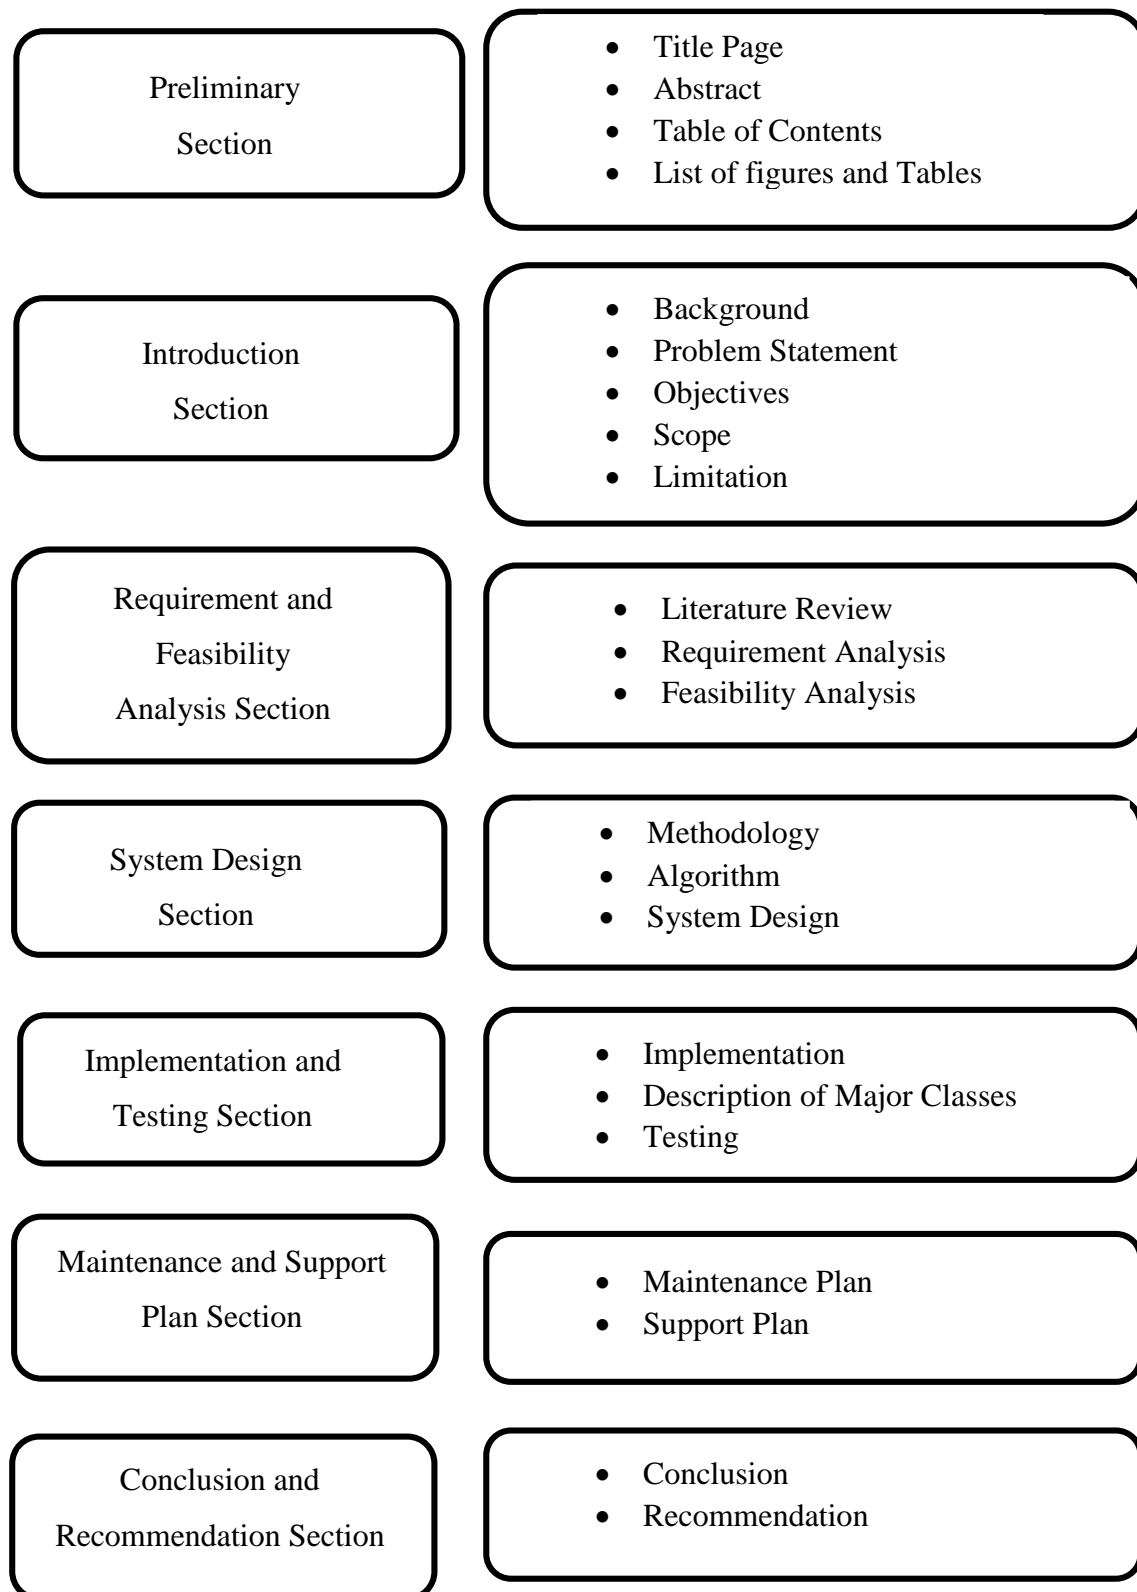 Preliminary
Section
• Title Page
• Abstract
• Table of Contents
• List of figures and Tables
Introduction
Section
• Background
• Problem Statement
• Objectives
• Scope
• Limitation
Requirement and
Feasibility
Analysis Section
• Literature Review
• Requirement Analysis
• Feasibility Analysis
System Design
Section
• Methodology
• Algorithm
• System Design
Implementation and
Testing Section
• Implementation
• Description of Major Classes
• Testing
Maintenance and Support
Plan Section
• Maintenance Plan
• Support Plan
Conclusion and
Recommendation Section
• Conclusion
• Recommendation